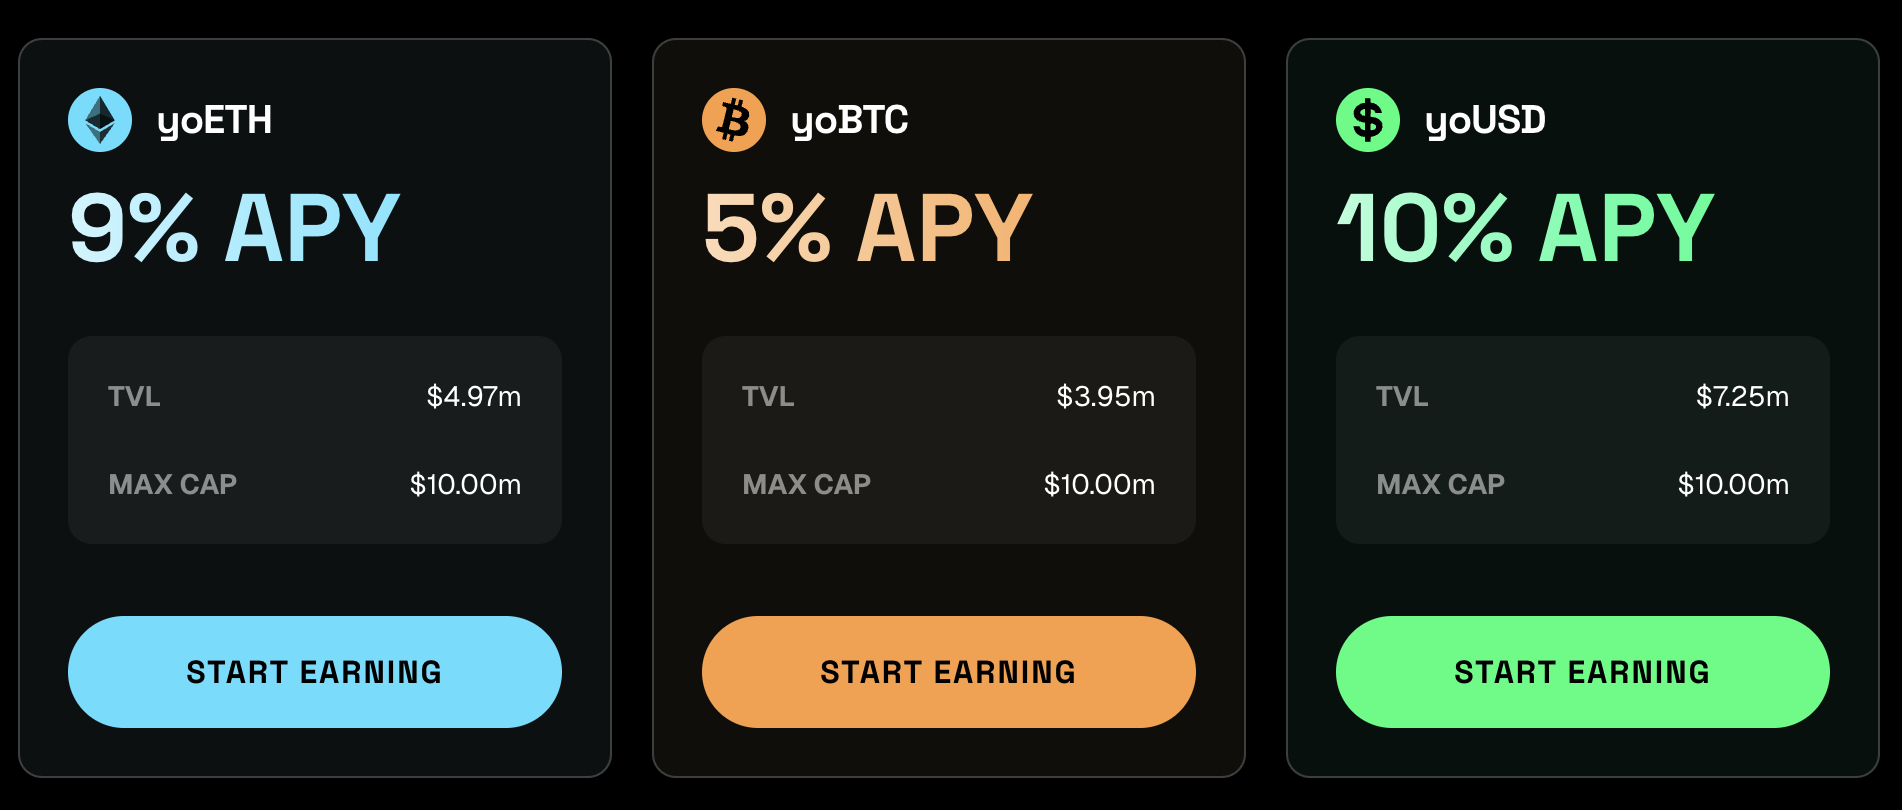 yoETH
9% APY
TVL $4.97m
MAX CAP $10.00m
START EARNING
yoBTC
5% APY
TVL $3.95m
MAX CAP $10.00m
START EARNING
yoUSD
10% APY
TVL $7.25m
MAX CAP $10.00m
START EARNING